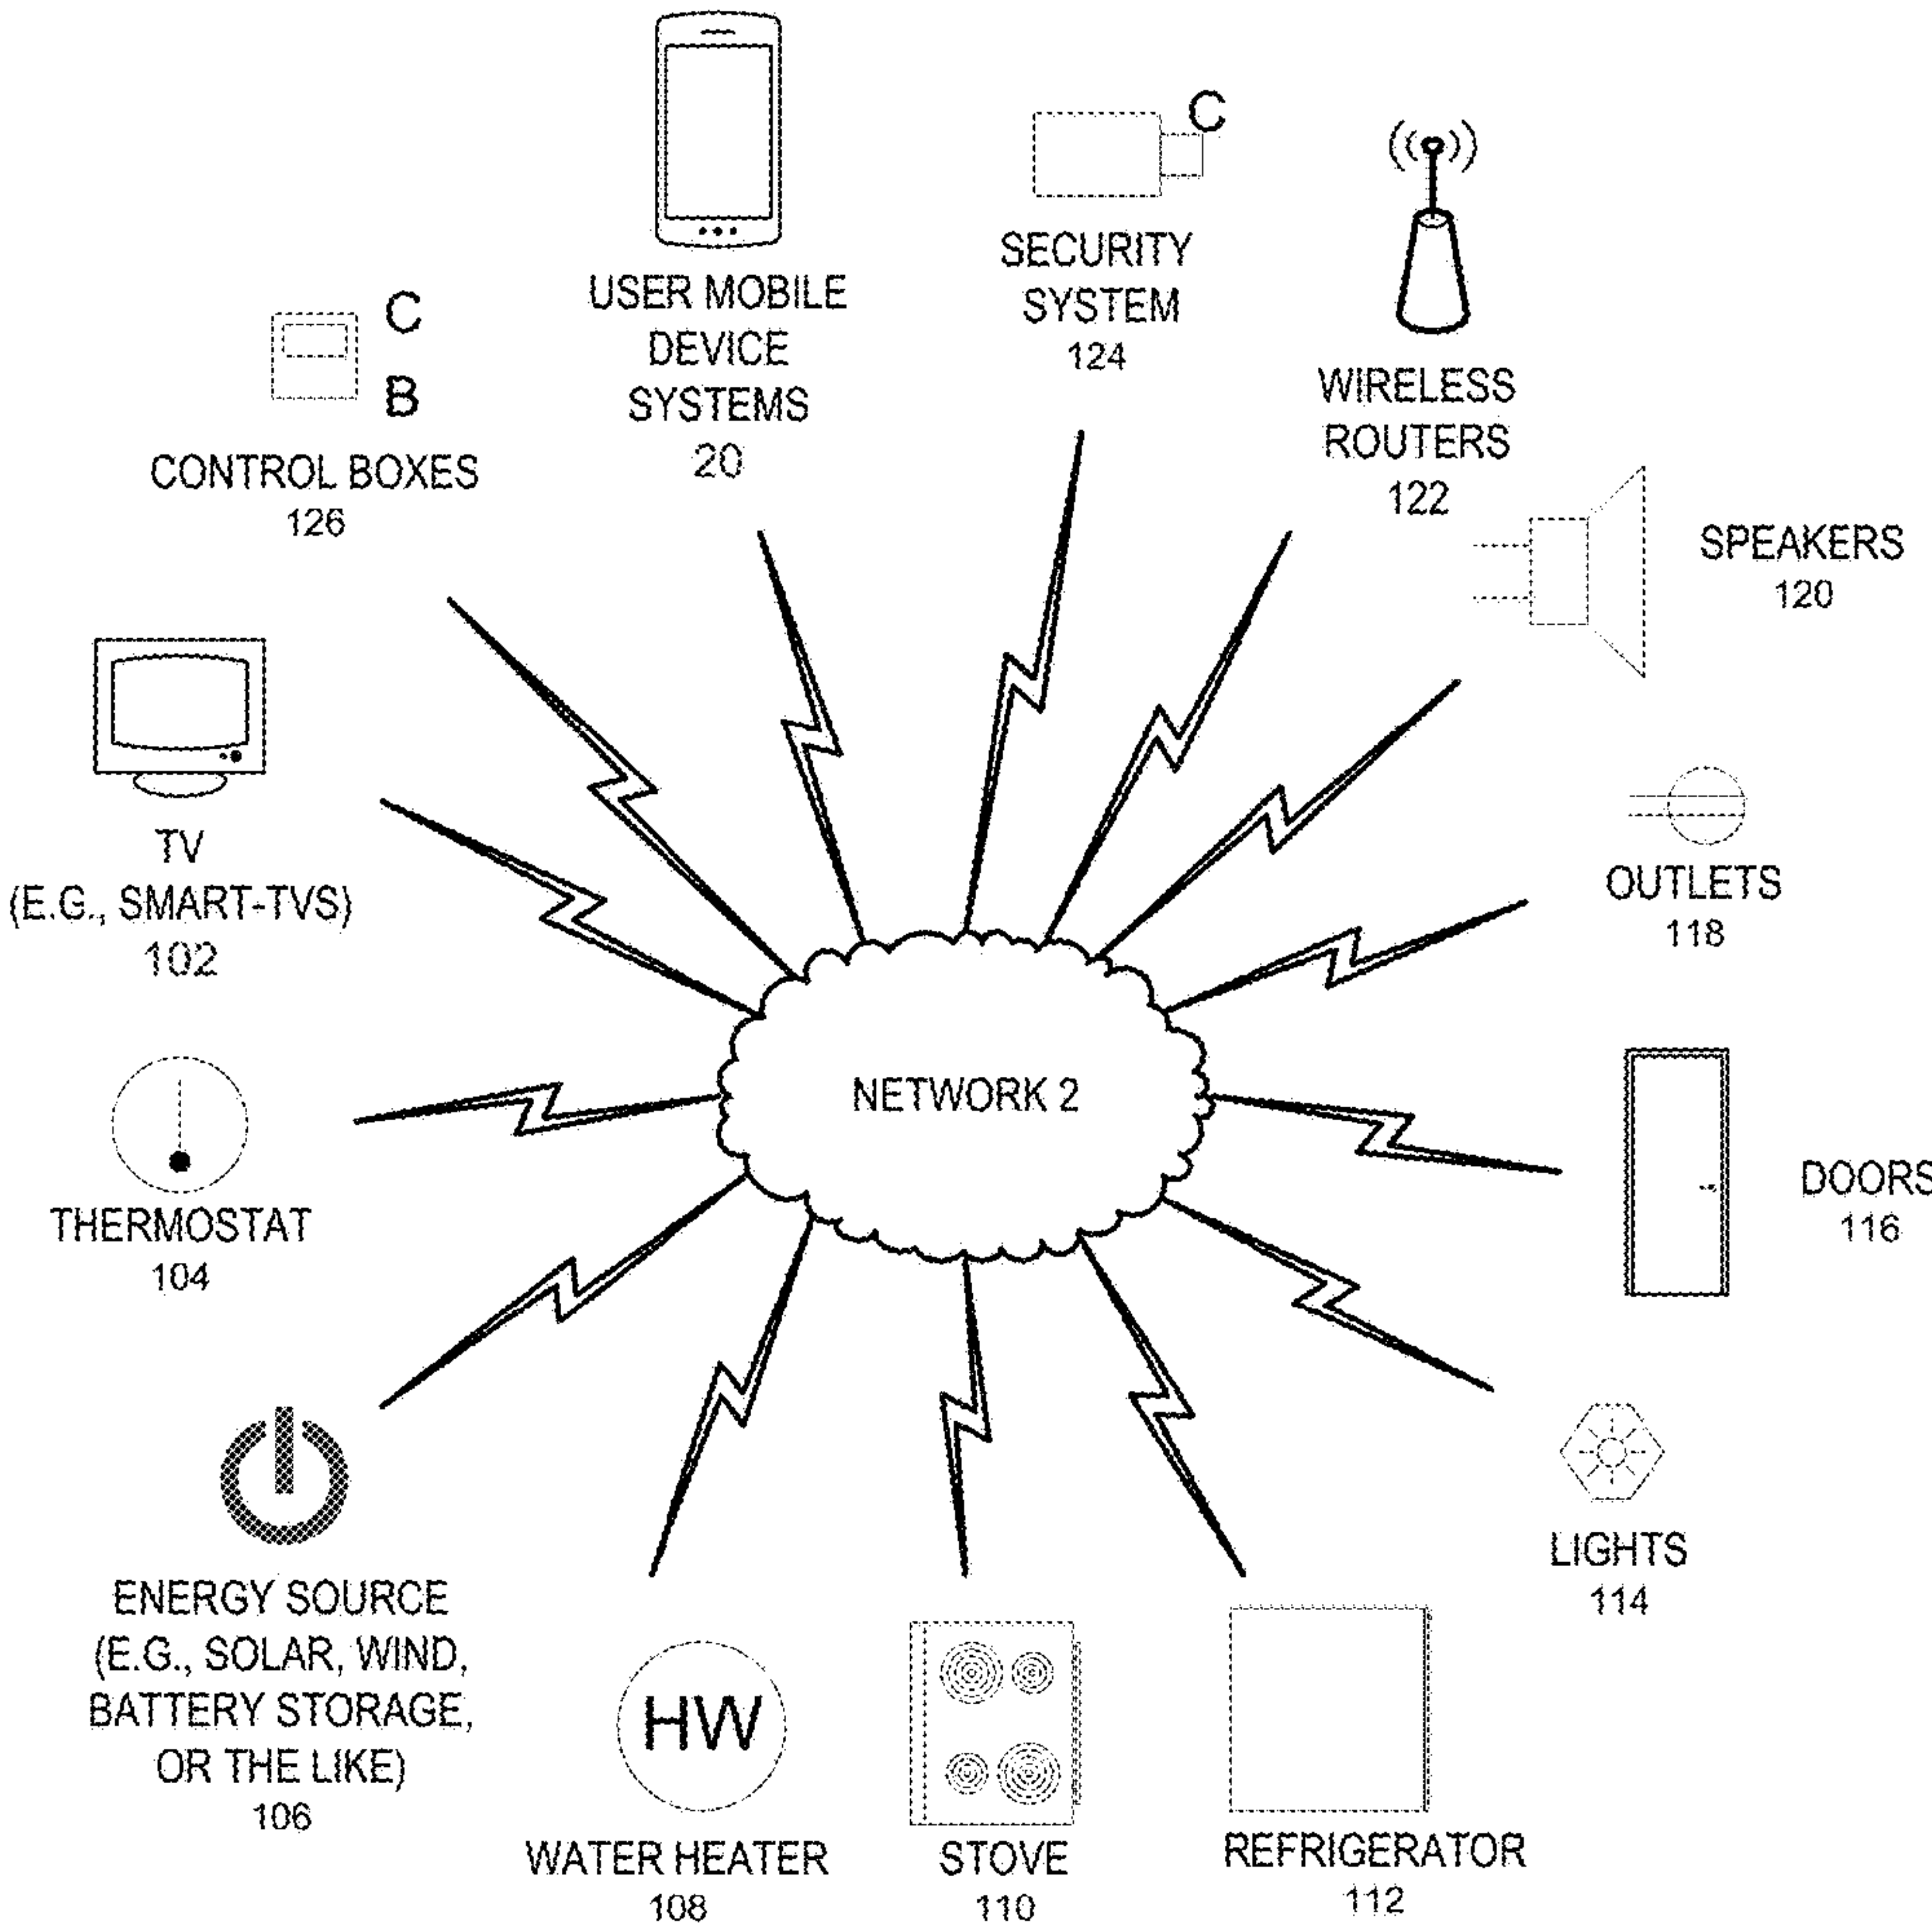 C
SECURITY
SYSTEM
124
USER MOBILE
DEVICE
SYSTEMS
20
C
B
CONTROL BOXES
126
WIRELESS
ROUTERS
122
SPEAKERS
120
TV
(E.G., SMART-TVS)
102
OUTLETS
118
NETWORK 2
THERMOSTAT
104
DOORS
116
ENERGY SOURCE
(E.G., SOLAR, WIND,
BATTERY STORAGE,
OR THE LIKE)
106
LIGHTS
114
HW
WATER HEATER
108
STOVE
110
REFRIGERATOR
112